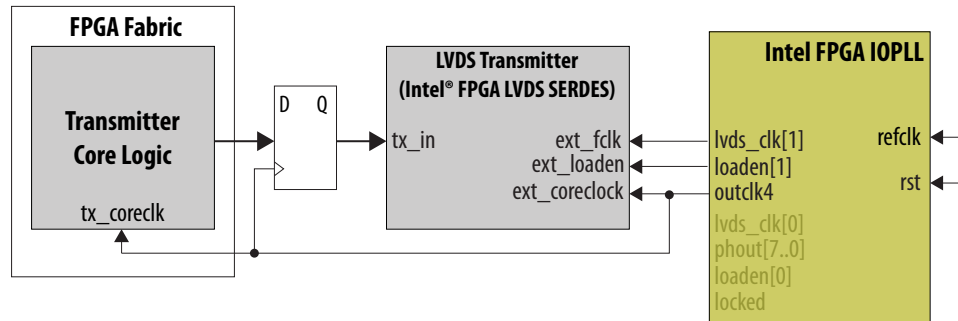 FPGA Fabric
Transmitter
Core Logic
tx_coreclk
D Q
LVDS Transmitter
(Intel® FPGA LVDS SERDES)
tx_in
ext_fclk
ext_loaden
ext_coreclock
Intel FPGA IOPLL
lvds_clk[1]
loaden[1]
outclk4
lvds_clk[0]
phout[7..0]
loaden[0]
locked
refclk
rst